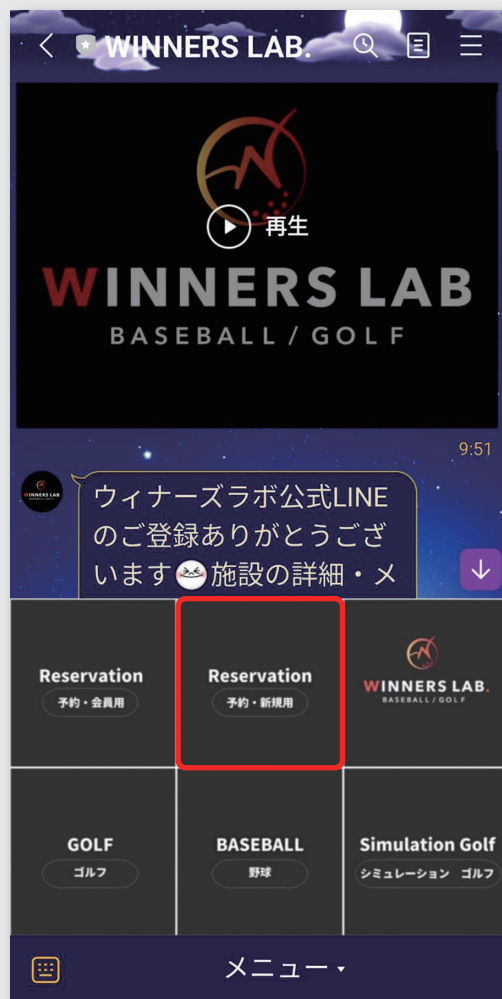 WINNERS LAB.
再生
WINNERS LAB
BASEBALL / GOLF
9:51
WINNERS LAB
ウィナーズラボ公式LINE
のご登録ありがとうござ
います施設の詳細・メ
Reservation
予約・会員用
Reservation
予約・新規用
WINNERS LAB.
BASEBALL / GOLF
GOLF
ゴルフ
BASEBALL
野球
Simulation Golf
シミュレーション ゴルフ
メニュー